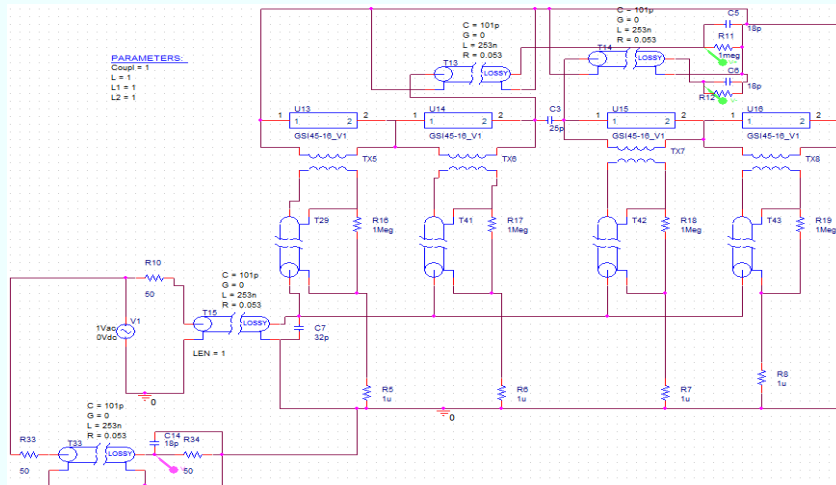 C = 101p
G = 0
L = 253n
R = 0.053
T13
LOSSY
C = 101p
G = 0
L = 253n
R = 0.053
T14
LOSSY
C5
18p
R11
1meg
C6
18p
R12
PARAMETERS:
Coupl = 1
L = 1
L1 = 1
L2 = 1
U13
1
1
2
2
GSI45-16_V1
U14
1
1
2
2
GSI45-16_V1
C3
25p
U15
1
1
2
2
GSI45-16_V1
U16
1
1
2
2
GSI45-16_V1
TX5
TX6
TX7
TX8
T29
R16
1Meg
T41
R17
1Meg
T42
R18
1Meg
T43
R19
1Meg
R10
50
C = 101p
G = 0
L = 253n
R = 0.053
T15
LOSSY
LEN = 1
V1
1Vac
0Vdc
0
C7
32p
R5
1u
R6
1u
R7
1u
R8
1u
0
C = 101p
G = 0
L = 253n
R = 0.053
R33
50
T33
LOSSY
C14
18p
R34
50